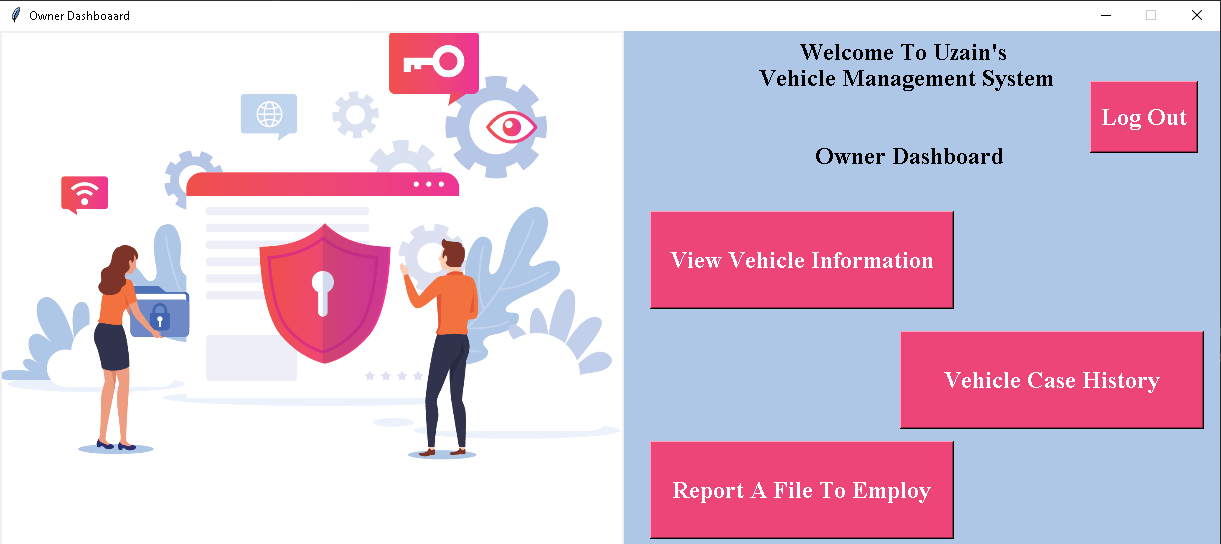 Owner Dashboaard
Welcome To Uzain's
Vehicle Management System
Log Out
Owner Dashboard
View Vehicle Information
Vehicle Case History
Report A File To Employ